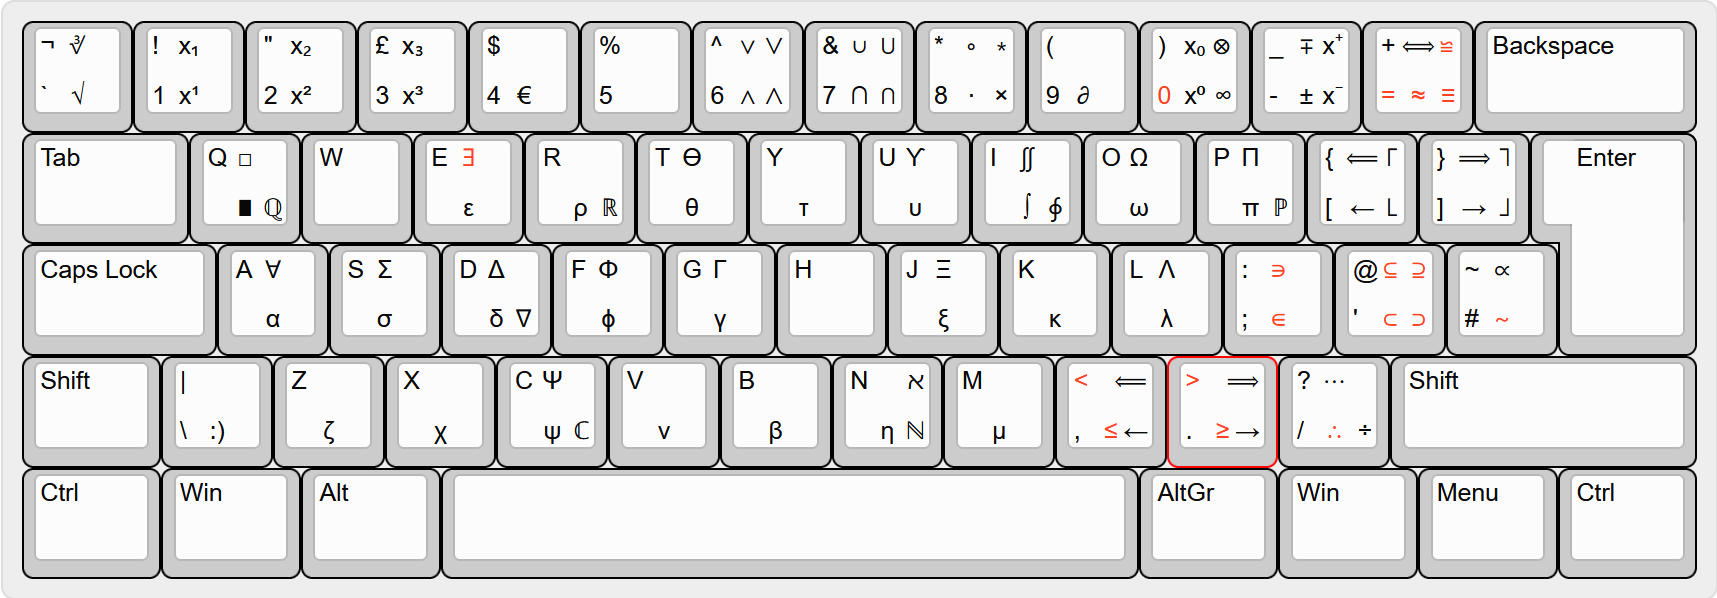 ¬ ∛ ! x₁ " x₂ £ x₃ $ % ^ ∨ ⋁ & ∪ ⋃ * ∘ ⋆ ( ) x₀ ⊗ _ ∓ x⁺ + ⟺ ≌ Backspace
` √ 1 x¹ 2 x² 3 x³ 4 € 5 6 ∧ ⋀ 7 ⋂ ∩ 8 · × 9 ∂ 0 x⁰ ∞ - ± x⁻ = ≈ ≡
Tab Q □ W E ∃ R T Θ Y U ϒ I ∬ O Ω P Π { ⟸ ⌈ } ⟹ ⌉ Enter
∎ ℚ ε ρ ℝ θ τ υ ∫ ∮ ω π ℙ [ ← ⌊ ] → ⌋
Caps Lock A ∀ S Σ D Δ F Φ G Γ H J Ξ K L Λ : ∋ @ ⊆ ⊇ ~ ∝
α σ δ ∇ ϕ γ ξ κ λ ; ∈ ' ⊂ ⊃ # ~
Shift | Z X C Ψ V B N ℵ M < ⟸ > ⟹ ? ⋯ Shift
\ :) ζ χ ψ ℂ ν β η ℕ μ , ≤ ← . ≥ → / ∴ ÷
Ctrl Win Alt AltGr Win Menu Ctrl